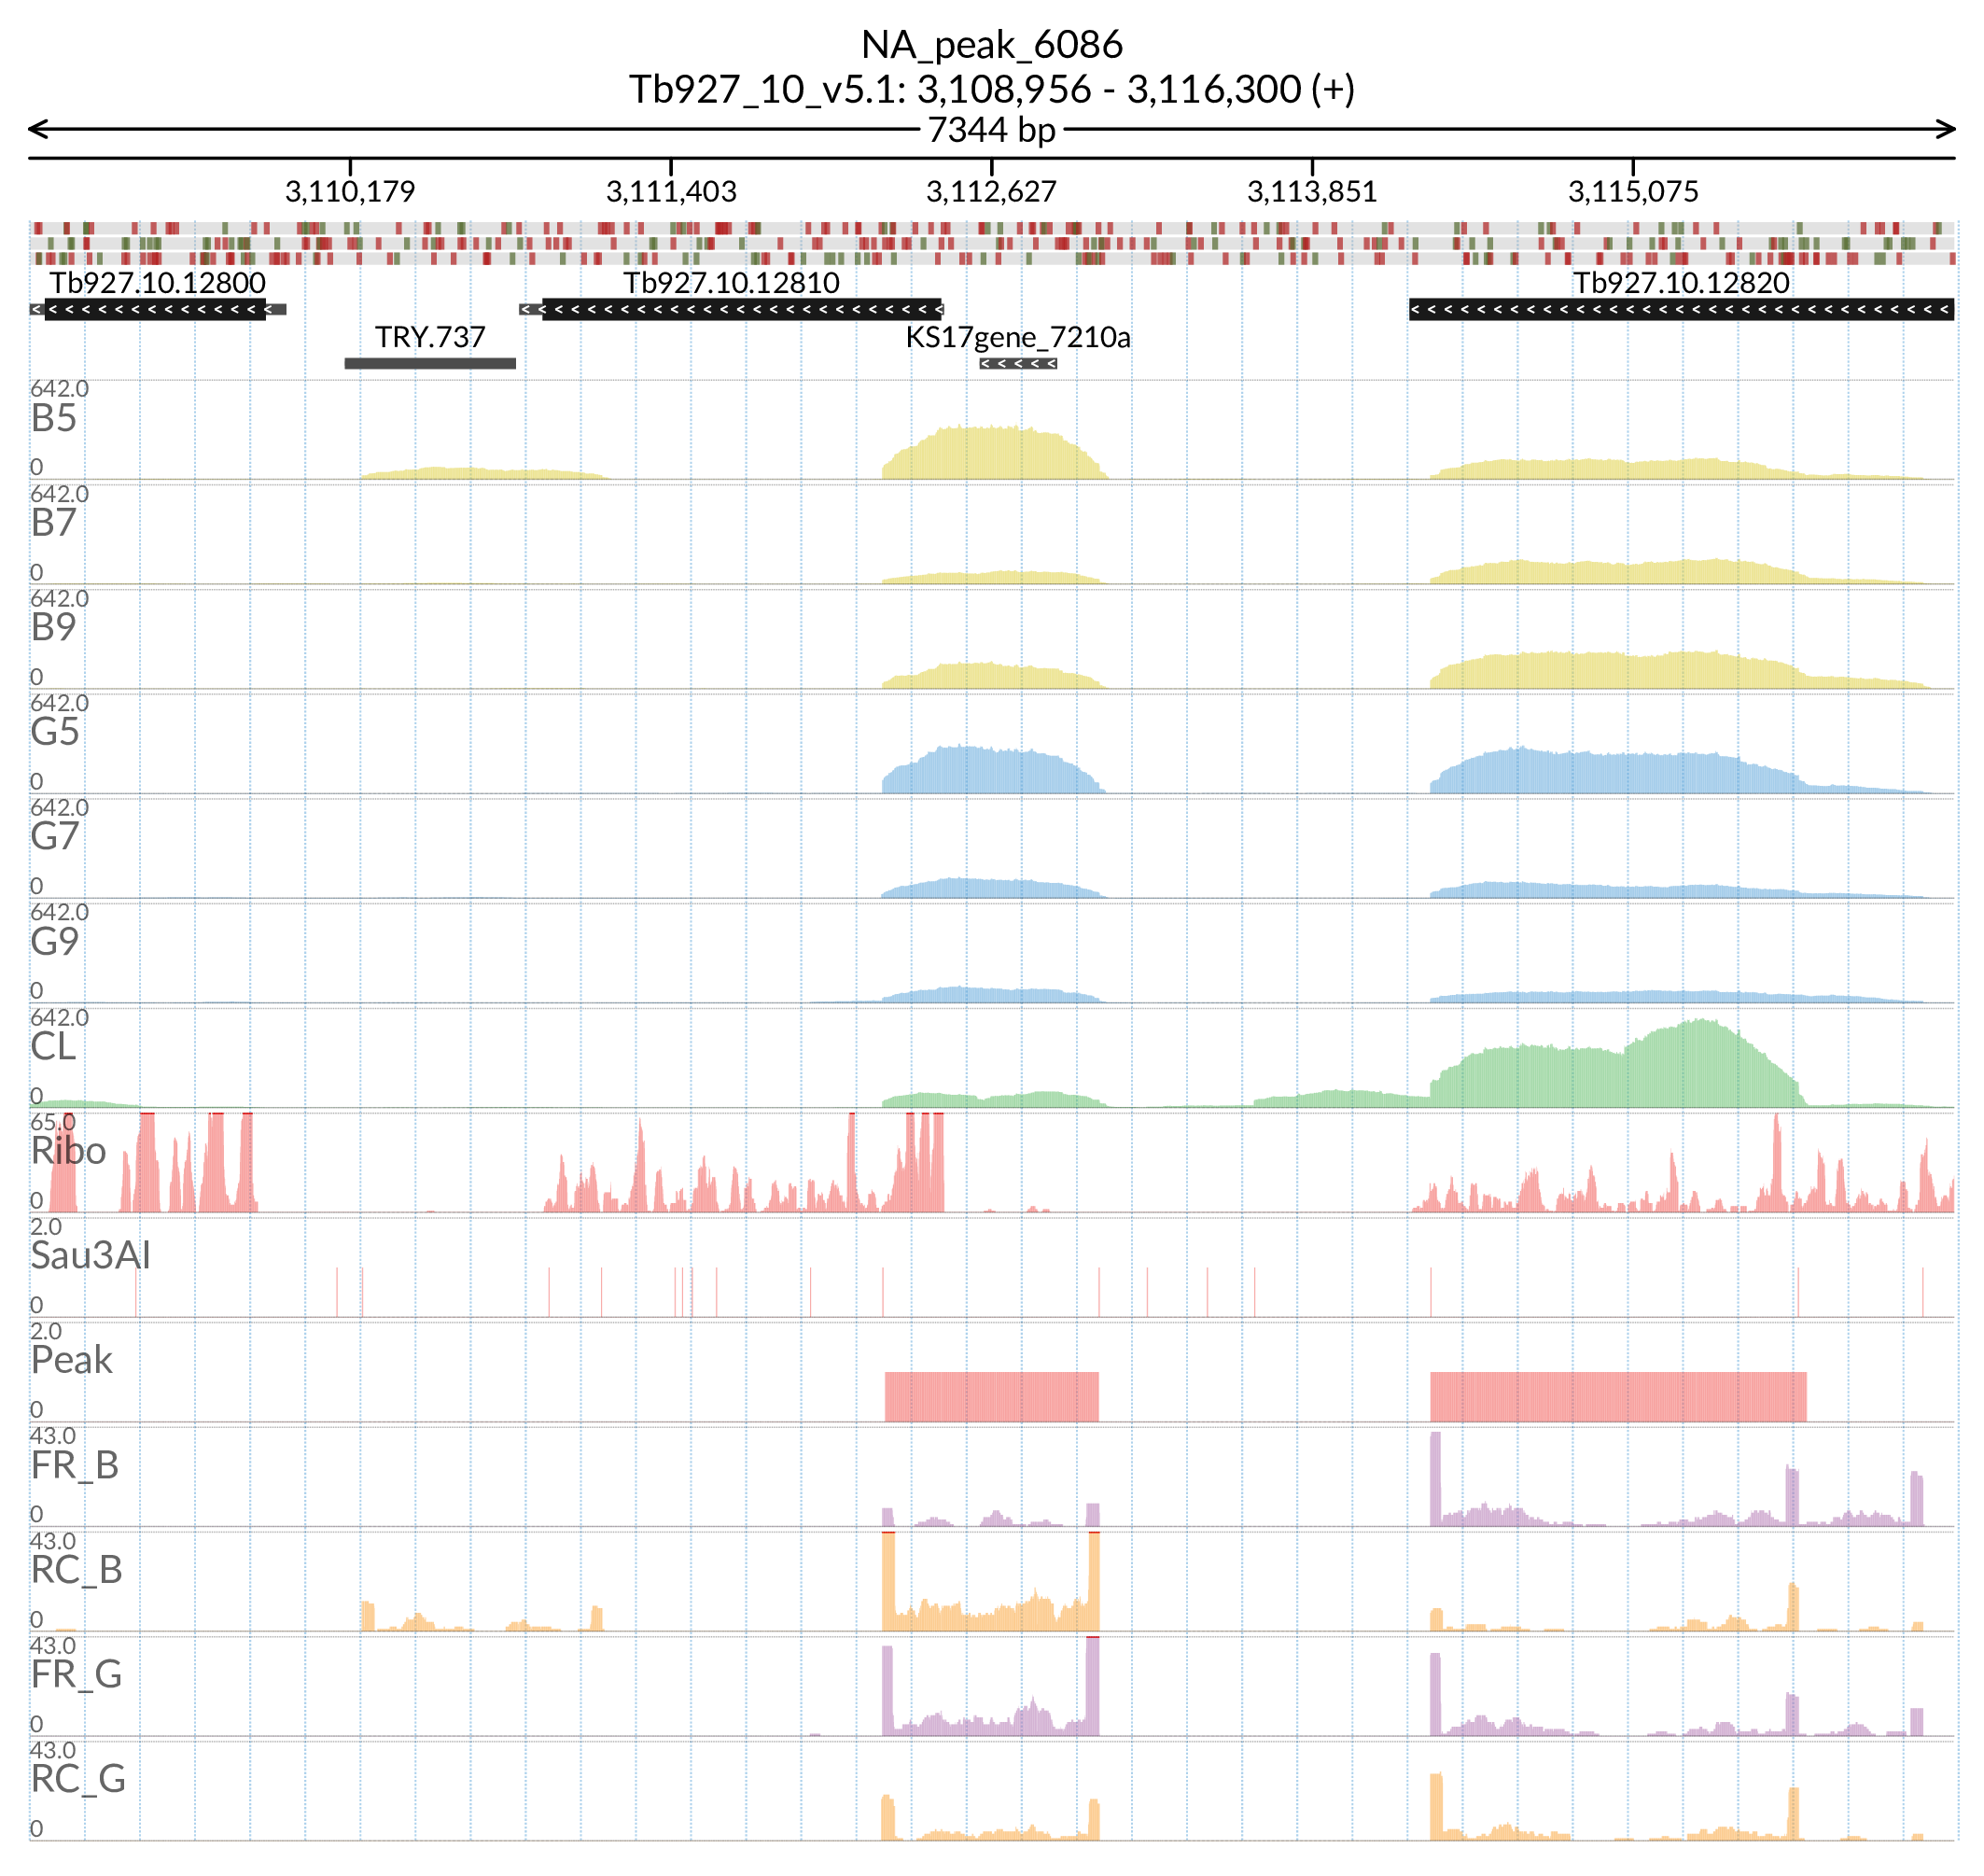 NA_peak_6086
Tb927_10_v5.1: 3,108,956 - 3,116,300 (+)
7344 bp
3,110,179 3,111,403 3,112,627 3,113,851 3,115,075
Tb927.10.12800 Tb927.10.12810 Tb927.10.12820
TRY.737 KS17gene_7210a
642.0
B5
0
642.0
B7
0
642.0
B9
0
642.0
G5
0
642.0
G7
0
642.0
G9
0
642.0
CL
0
65.0
Ribo
0
2.0
Sau3AI
0
2.0
Peak
0
43.0
FR_B
0
43.0
RC_B
0
43.0
FR_G
0
43.0
RC_G
0